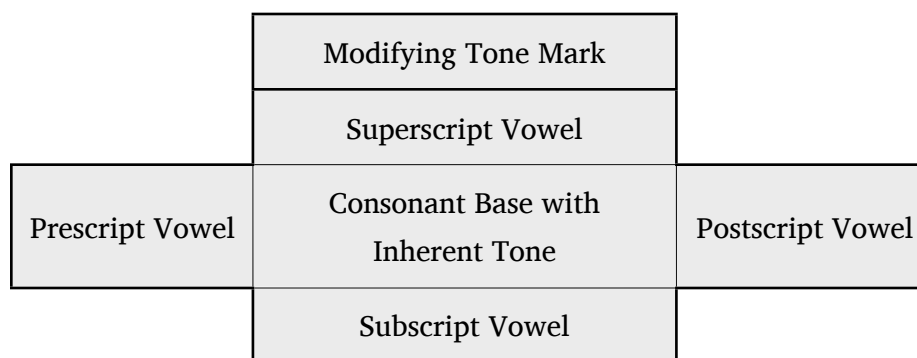 Modifying Tone Mark
Superscript Vowel
Prescript Vowel
Consonant Base with
Inherent Tone
Postscript Vowel
Subscript Vowel